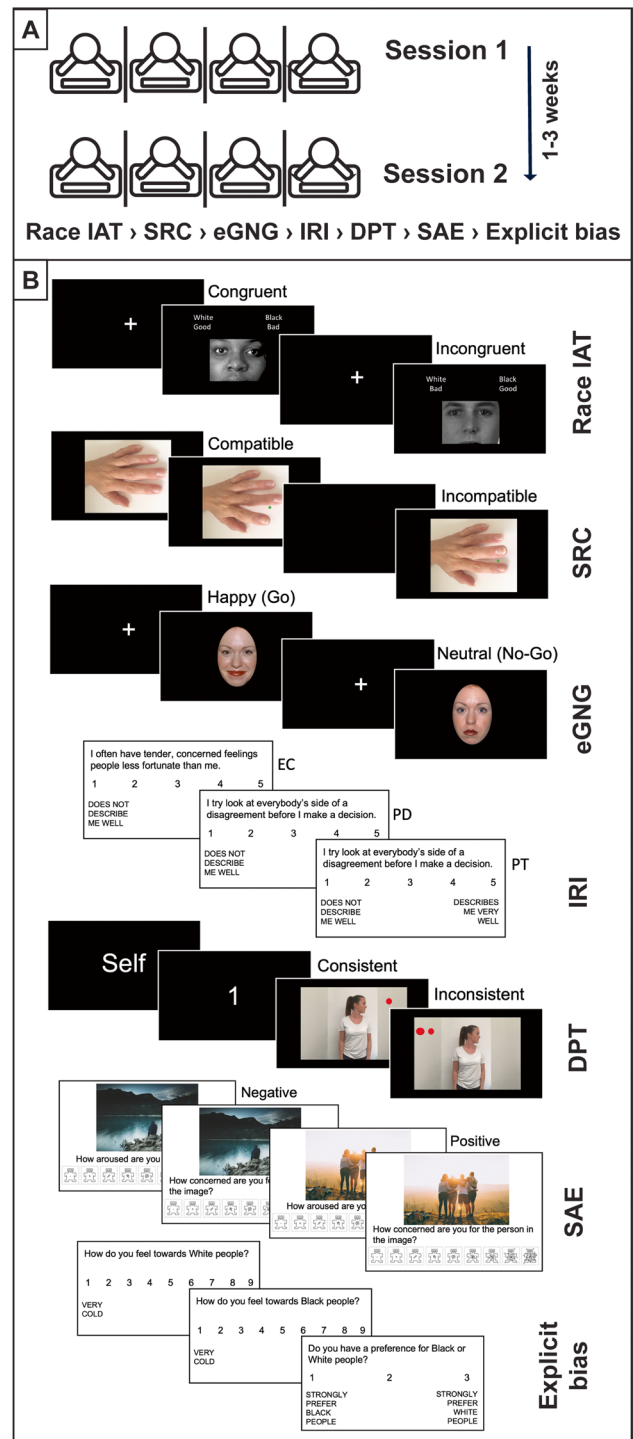 A
Session 1
1-3 weeks
Session 2
Race IAT › SRC › eGNG › IRI › DPT › SAE › Explicit bias
B
Congruent
White
Good
Black
Bad
+
+
Incongruent
White
Bad
Black
Good
Race IAT
Compatible
Incompatible
SRC
Happy (Go)
+
+
Neutral (No-Go)
eGNG
I often have tender, concerned feelings
people less fortunate than me.
1 2 3 4 5
DOES NOT
DESCRIBE
ME WELL
EC
I try look at everybody's side of a
disagreement before I make a decision.
1 2 3 4 5
DOES NOT
DESCRIBE
ME WELL
PD
I try look at everybody's side of a
disagreement before I make a decision.
1 2 3 4 5
DOES NOT
DESCRIBE
ME WELL
DESCRIBES
ME VERY
WELL
PT
IRI
Self
1
Consistent
Inconsistent
DPT
Negative
How aroused are you
How concerned are you f
the image?
Positive
How aroused are yo
How concerned are you for the person in
the image?
SAE
How do you feel towards White people?
1 2 3 4 5 6 7 8 9
VERY
COLD
How do you feel towards Black people?
1 2 3 4 5 6 7 8 9
VERY
COLD
Do you have a preference for Black or
White people?
1 2 3
STRONGLY
PREFER
BLACK
PEOPLE
STRONGLY
PREFER
WHITE
PEOPLE
Explicit
bias